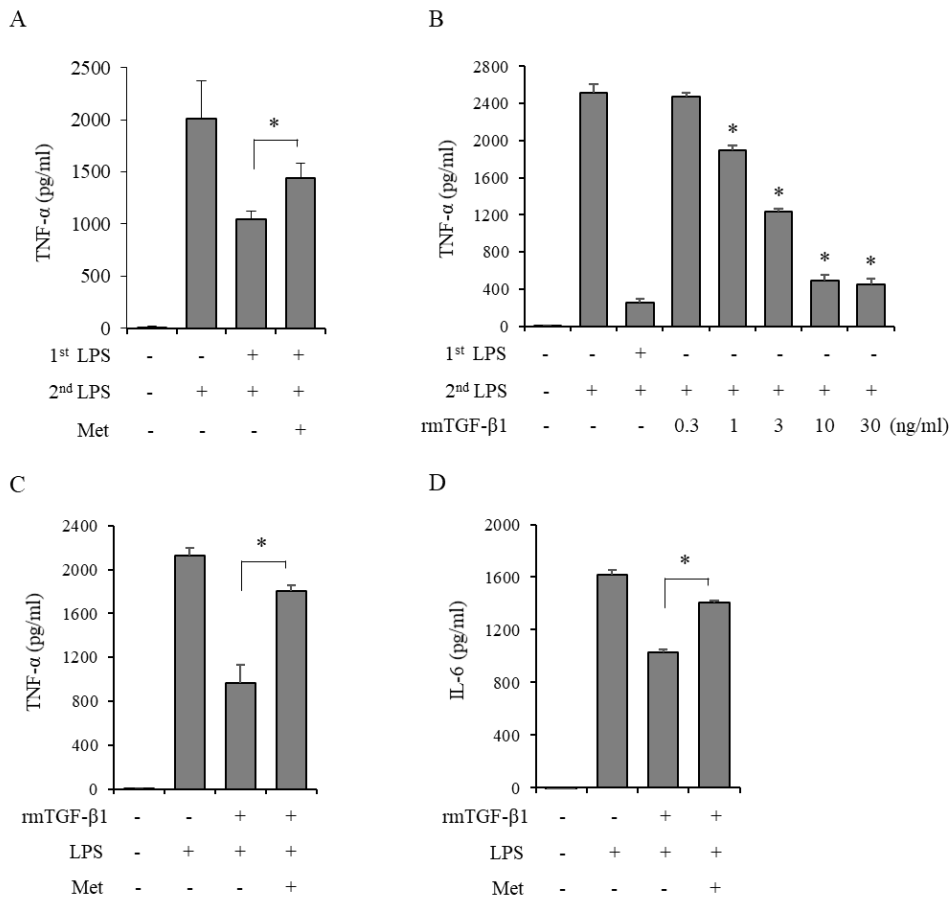 A
B
2500
2000
1500
1000
500
0
TNF-α (pg/ml)
*
1st LPS - - + +
2nd LPS - + + +
Met - - - +
2800
2400
2000
1600
1200
800
400
0
TNF-α (pg/ml)
* * * *
1st LPS - - + - - - - -
2nd LPS - + + + + + + +
rmTGF-β1 - - - 0.3 1 3 10 30 (ng/ml)
C
D
2400
2000
1600
1200
800
400
0
TNF-α (pg/ml)
*
rmTGF-β1 - - + +
LPS - + + +
Met - - - +
2000
1600
1200
800
400
0
IL-6 (pg/ml)
*
rmTGF-β1 - - + +
LPS - + + +
Met - - - +